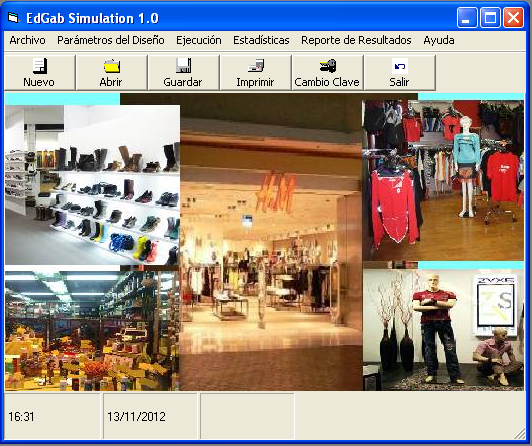 EdGab Simulation 1.0
Archivo Parámetros del Diseño Ejecución Estadísticas Reporte de Resultados Ayuda
Nuevo Abrir Guardar Imprimir Cambio Clave Salir
H&M
ZVXE
16:31 13/11/2012